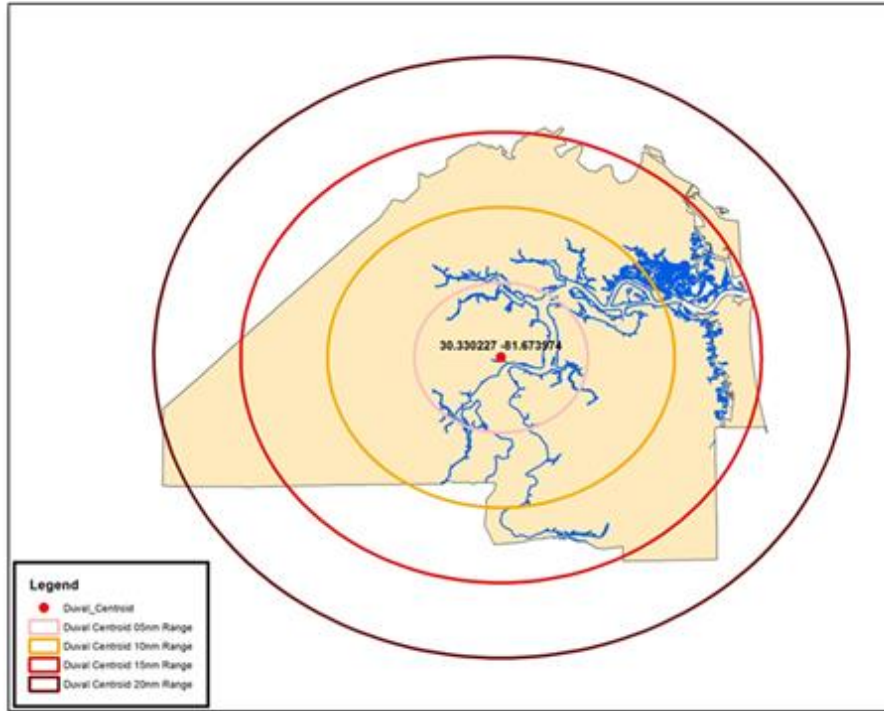 30.330227 -81.673974
Legend
Duval_Centroid
Duval Centroid 05nm Range
Duval Centroid 10nm Range
Duval Centroid 15nm Range
Duval Centroid 20nm Range